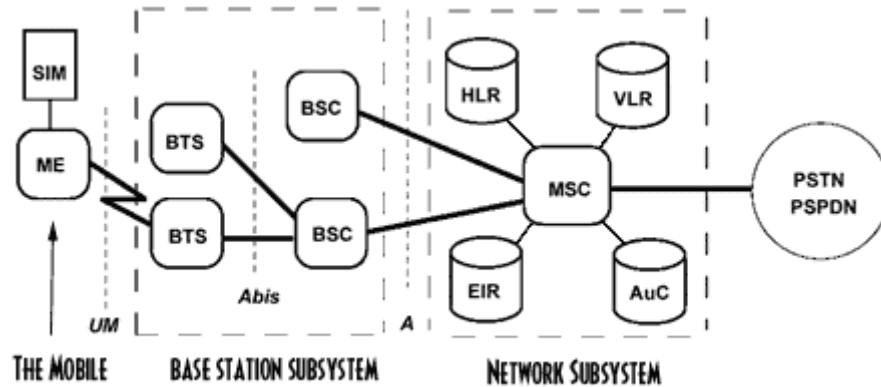 SIM
ME
UM
THE MOBILE
BTS
BTS
Abis
BSC
BSC
BASE STATION SUBSYSTEM
A
HLR
VLR
MSC
EIR
AuC
NETWORK SUBSYSTEM
PSTN
PSPDN